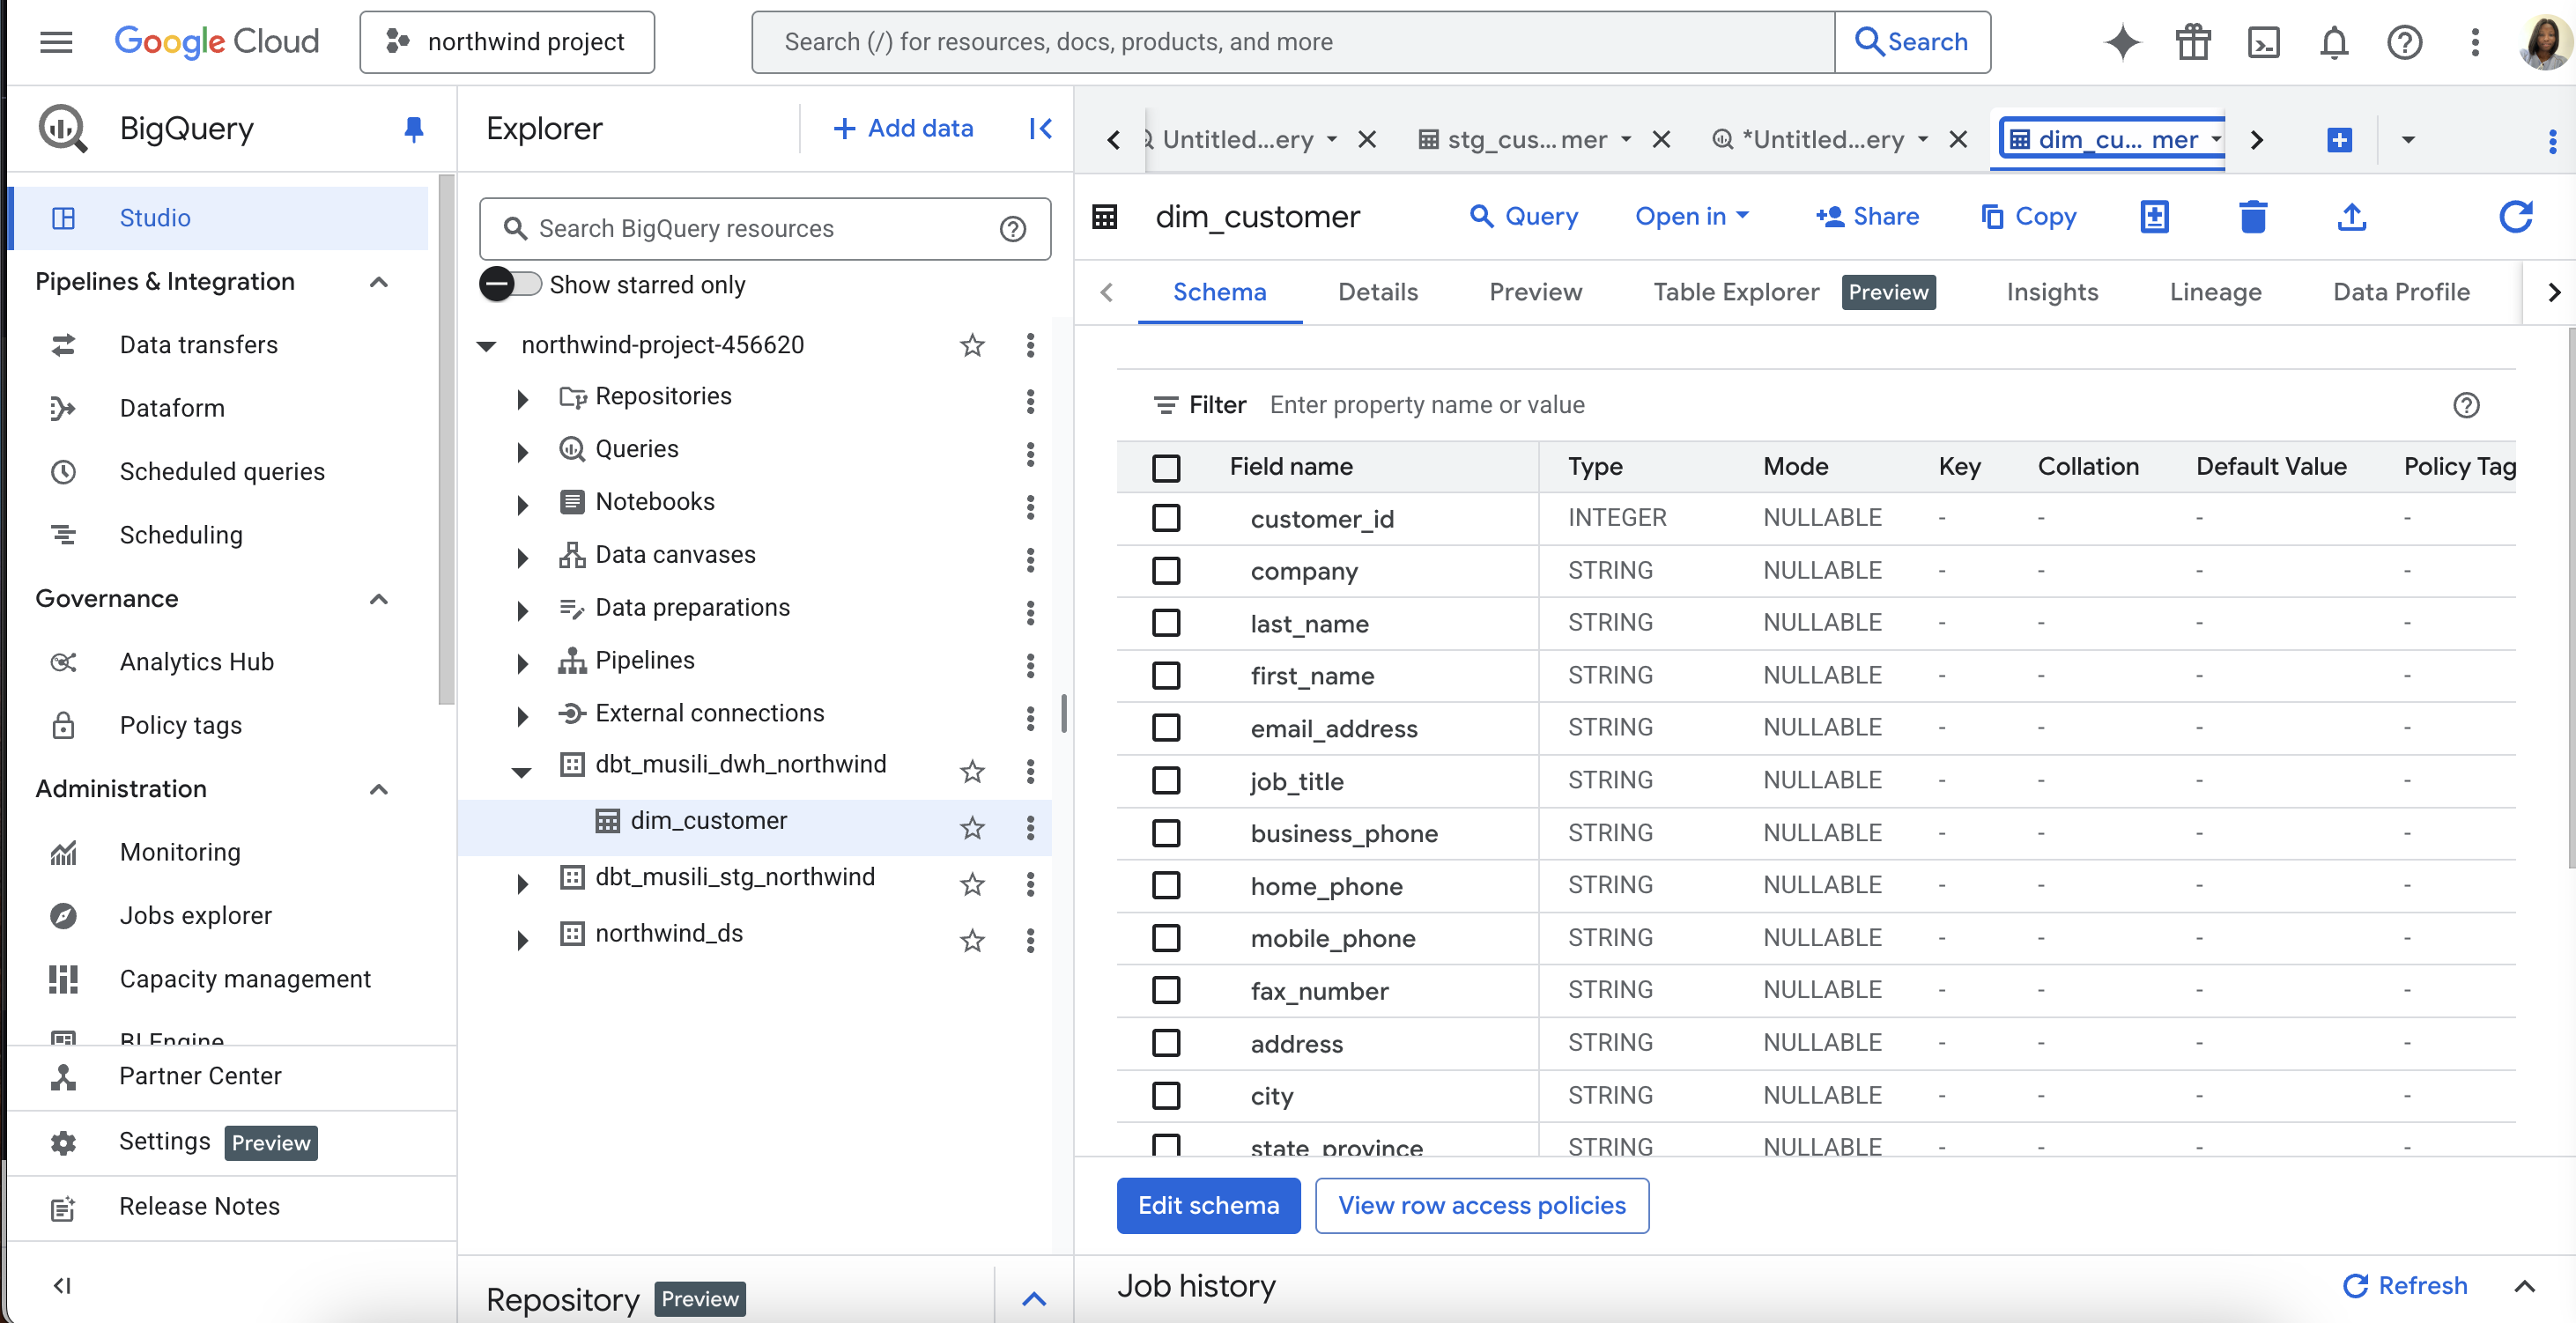 Google Cloud
northwind project
Search (/) for resources, docs, products, and more
Search
BigQuery
Studio
Pipelines & Integration
Data transfers
Dataform
Scheduled queries
Scheduling
Governance
Analytics Hub
Policy tags
Administration
Monitoring
Jobs explorer
Capacity management
BI Engine
Partner Center
Settings Preview
Release Notes
Explorer
Add data
Search BigQuery resources
Show starred only
northwind-project-456620
Repositories
Queries
Notebooks
Data canvases
Data preparations
Pipelines
External connections
dbt_musili_dwh_northwind
dim_customer
dbt_musili_stg_northwind
northwind_ds
Repository Preview
Untitled...ery
stg_cus... mer
*Untitled...ery
dim_cu... mer
dim_customer
Query
Open in
Share
Copy
Schema Details Preview Table Explorer Preview Insights Lineage Data Profile
Filter Enter property name or value
Field name Type Mode Key Collation Default Value Policy Tag
customer_id INTEGER NULLABLE - - - -
company STRING NULLABLE - - - -
last_name STRING NULLABLE - - - -
first_name STRING NULLABLE - - - -
email_address STRING NULLABLE - - - -
job_title STRING NULLABLE - - - -
business_phone STRING NULLABLE - - - -
home_phone STRING NULLABLE - - - -
mobile_phone STRING NULLABLE - - - -
fax_number STRING NULLABLE - - - -
address STRING NULLABLE - - - -
city STRING NULLABLE - - - -
state_province STRING NULLABLE - - - -
Edit schema
View row access policies
Job history
Refresh